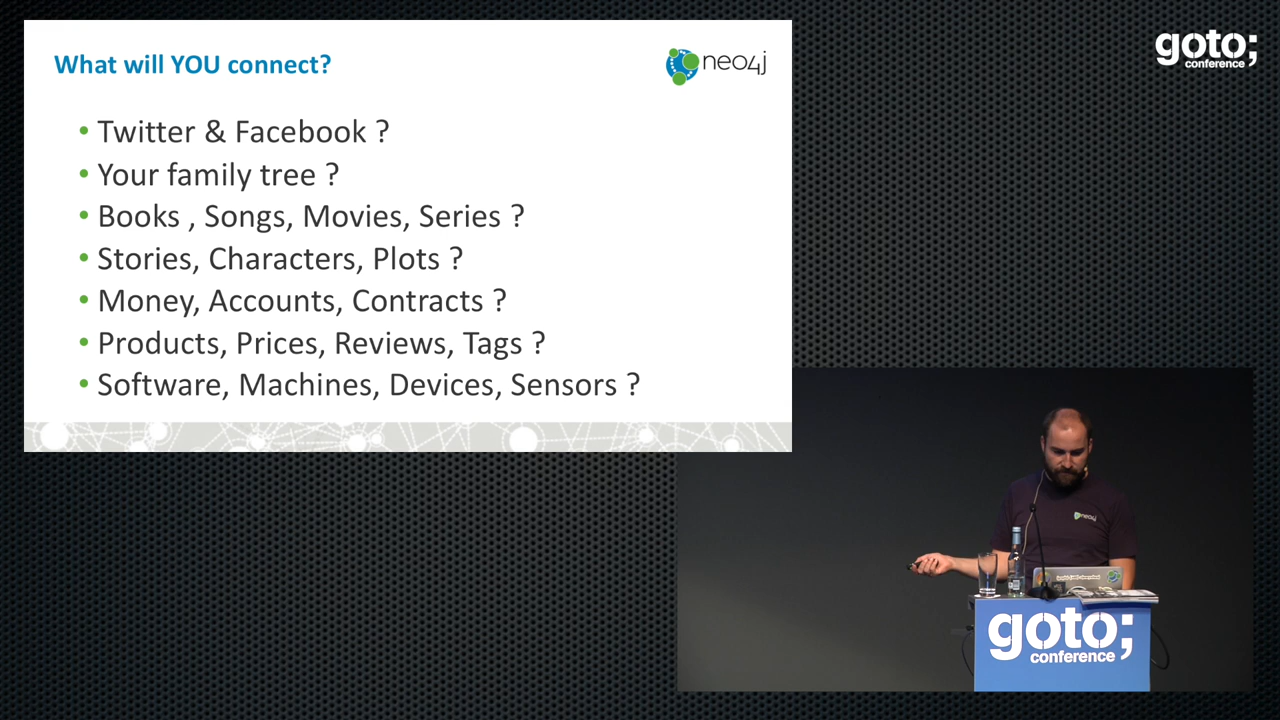 What will YOU connect?
neo4j
• Twitter & Facebook ?
• Your family tree ?
• Books , Songs, Movies, Series ?
• Stories, Characters, Plots ?
• Money, Accounts, Contracts ?
• Products, Prices, Reviews, Tags ?
• Software, Machines, Devices, Sensors ?
goto;
conference
neo4j
goto;
conference